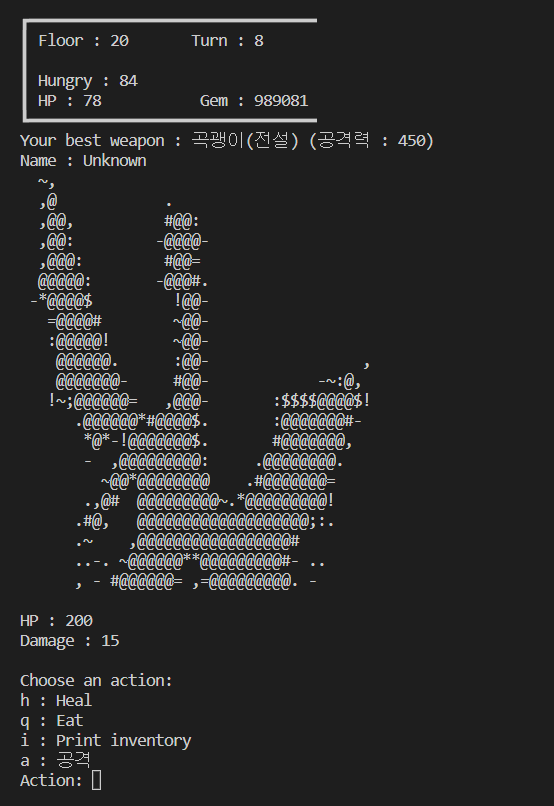 Floor : 20 Turn : 8
Hungry : 84
HP : 78 Gem : 989081
Your best weapon : 곡괭이(전설) (공격력 : 450)
Name : Unknown
HP : 200
Damage : 15
Choose an action:
h : Heal
q : Eat
i : Print inventory
a : 공격
Action: